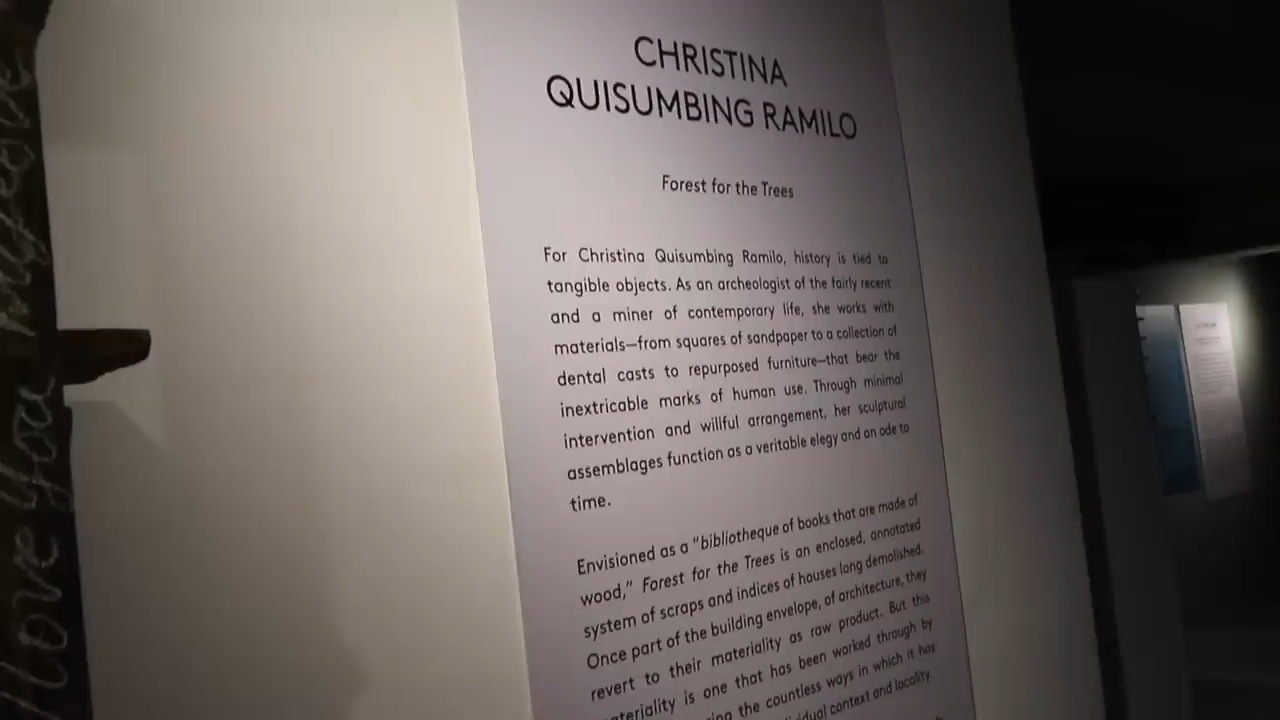 CHRISTINA
QUISUMBING RAMILO
Forest for the Trees
For Christina Quisumbing Ramilo, history is tied to
tangible objects. As an archeologist of the fairly recent
and a miner of contemporary life, she works with
materials—from squares of sandpaper to a collection of
dental casts to repurposed furniture—that bear the
inextricable marks of human use. Through minimal
intervention and willful arrangement, her sculptural
assemblages function as a veritable elegy and an ode to
time.
Envisioned as a "bibliotheque of books that are made of
wood," Forest for the Trees is an enclosed, annotated
system of scraps and indices of houses long demolished.
Once part of the building envelope, of architecture, they
revert to their materiality as raw product. But this
materiality is one that has been worked through by
the countless ways in which it has
context and locality.
love you